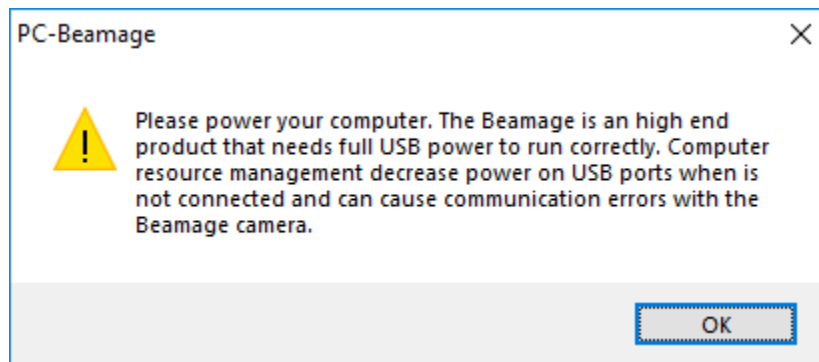 PC-Beamage
Please power your computer. The Beamage is an high end
product that needs full USB power to run correctly. Computer
resource management decrease power on USB ports when is
not connected and can cause communication errors with the
Beamage camera.
OK